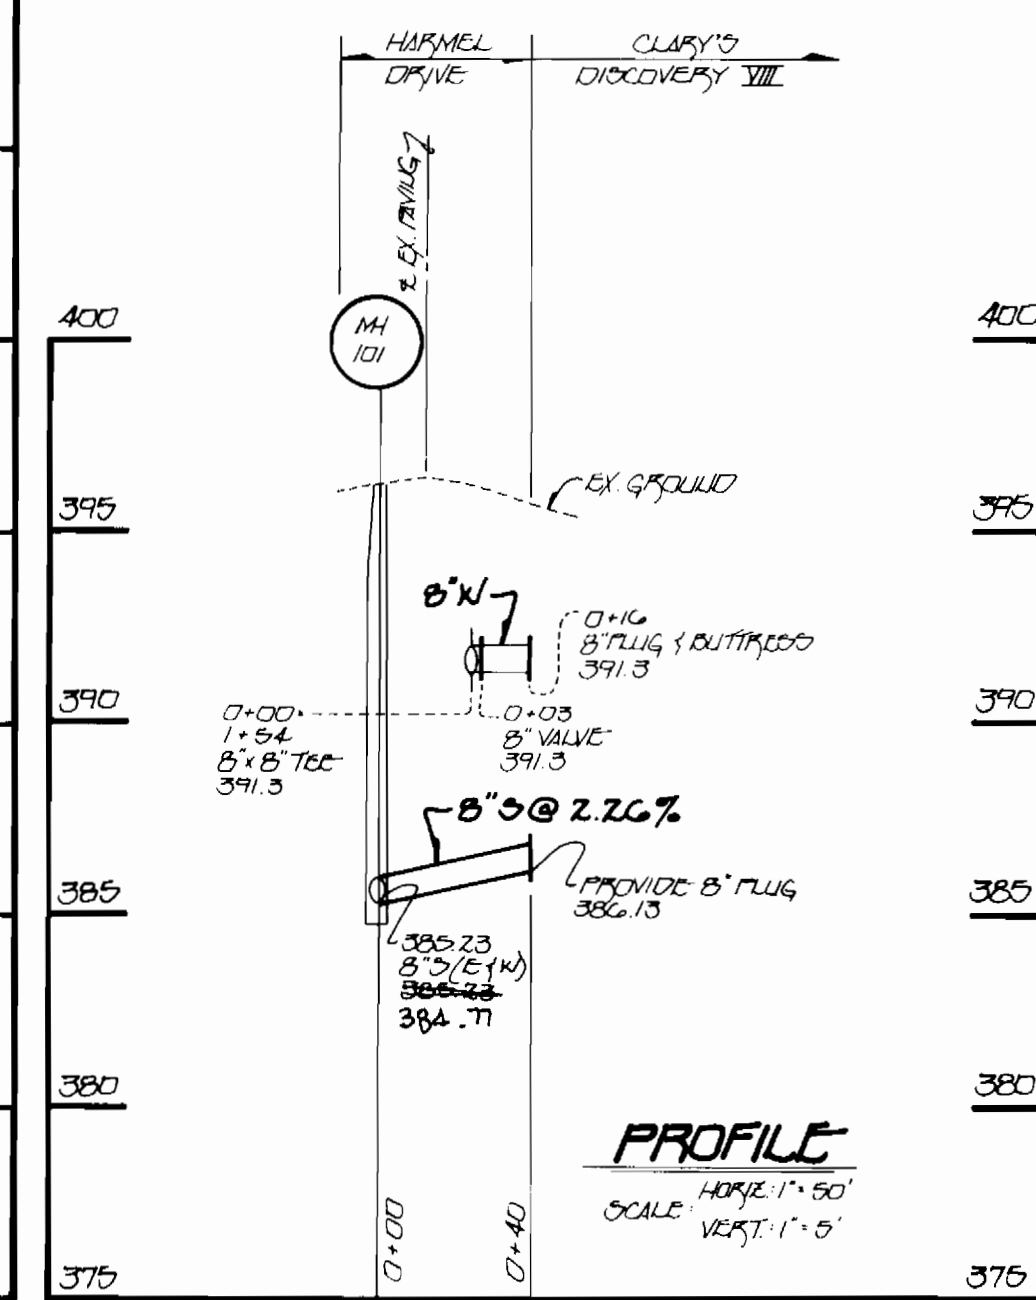 HARMEL
DRIVE
CLARY'S
DISCOVERY VIII
℄ EX. PAVING
MH
101
400
400
EX. GROUND
395
395
8" W
0+16
8" PLUG & BUTTRESS
391.3
390
390
0+00
1+54
8" x 8" TEE
391.3
0+03
8" VALVE
391.3
8" S @ 2.26%
385
385
PROVIDE 8" PLUG
386.13
385.23
8" S (E & W)
385.23
384.77
380
380
PROFILE
SCALE: HORIZ: 1" = 50'
VERT: 1" = 5'
0+00
0+40
375
375